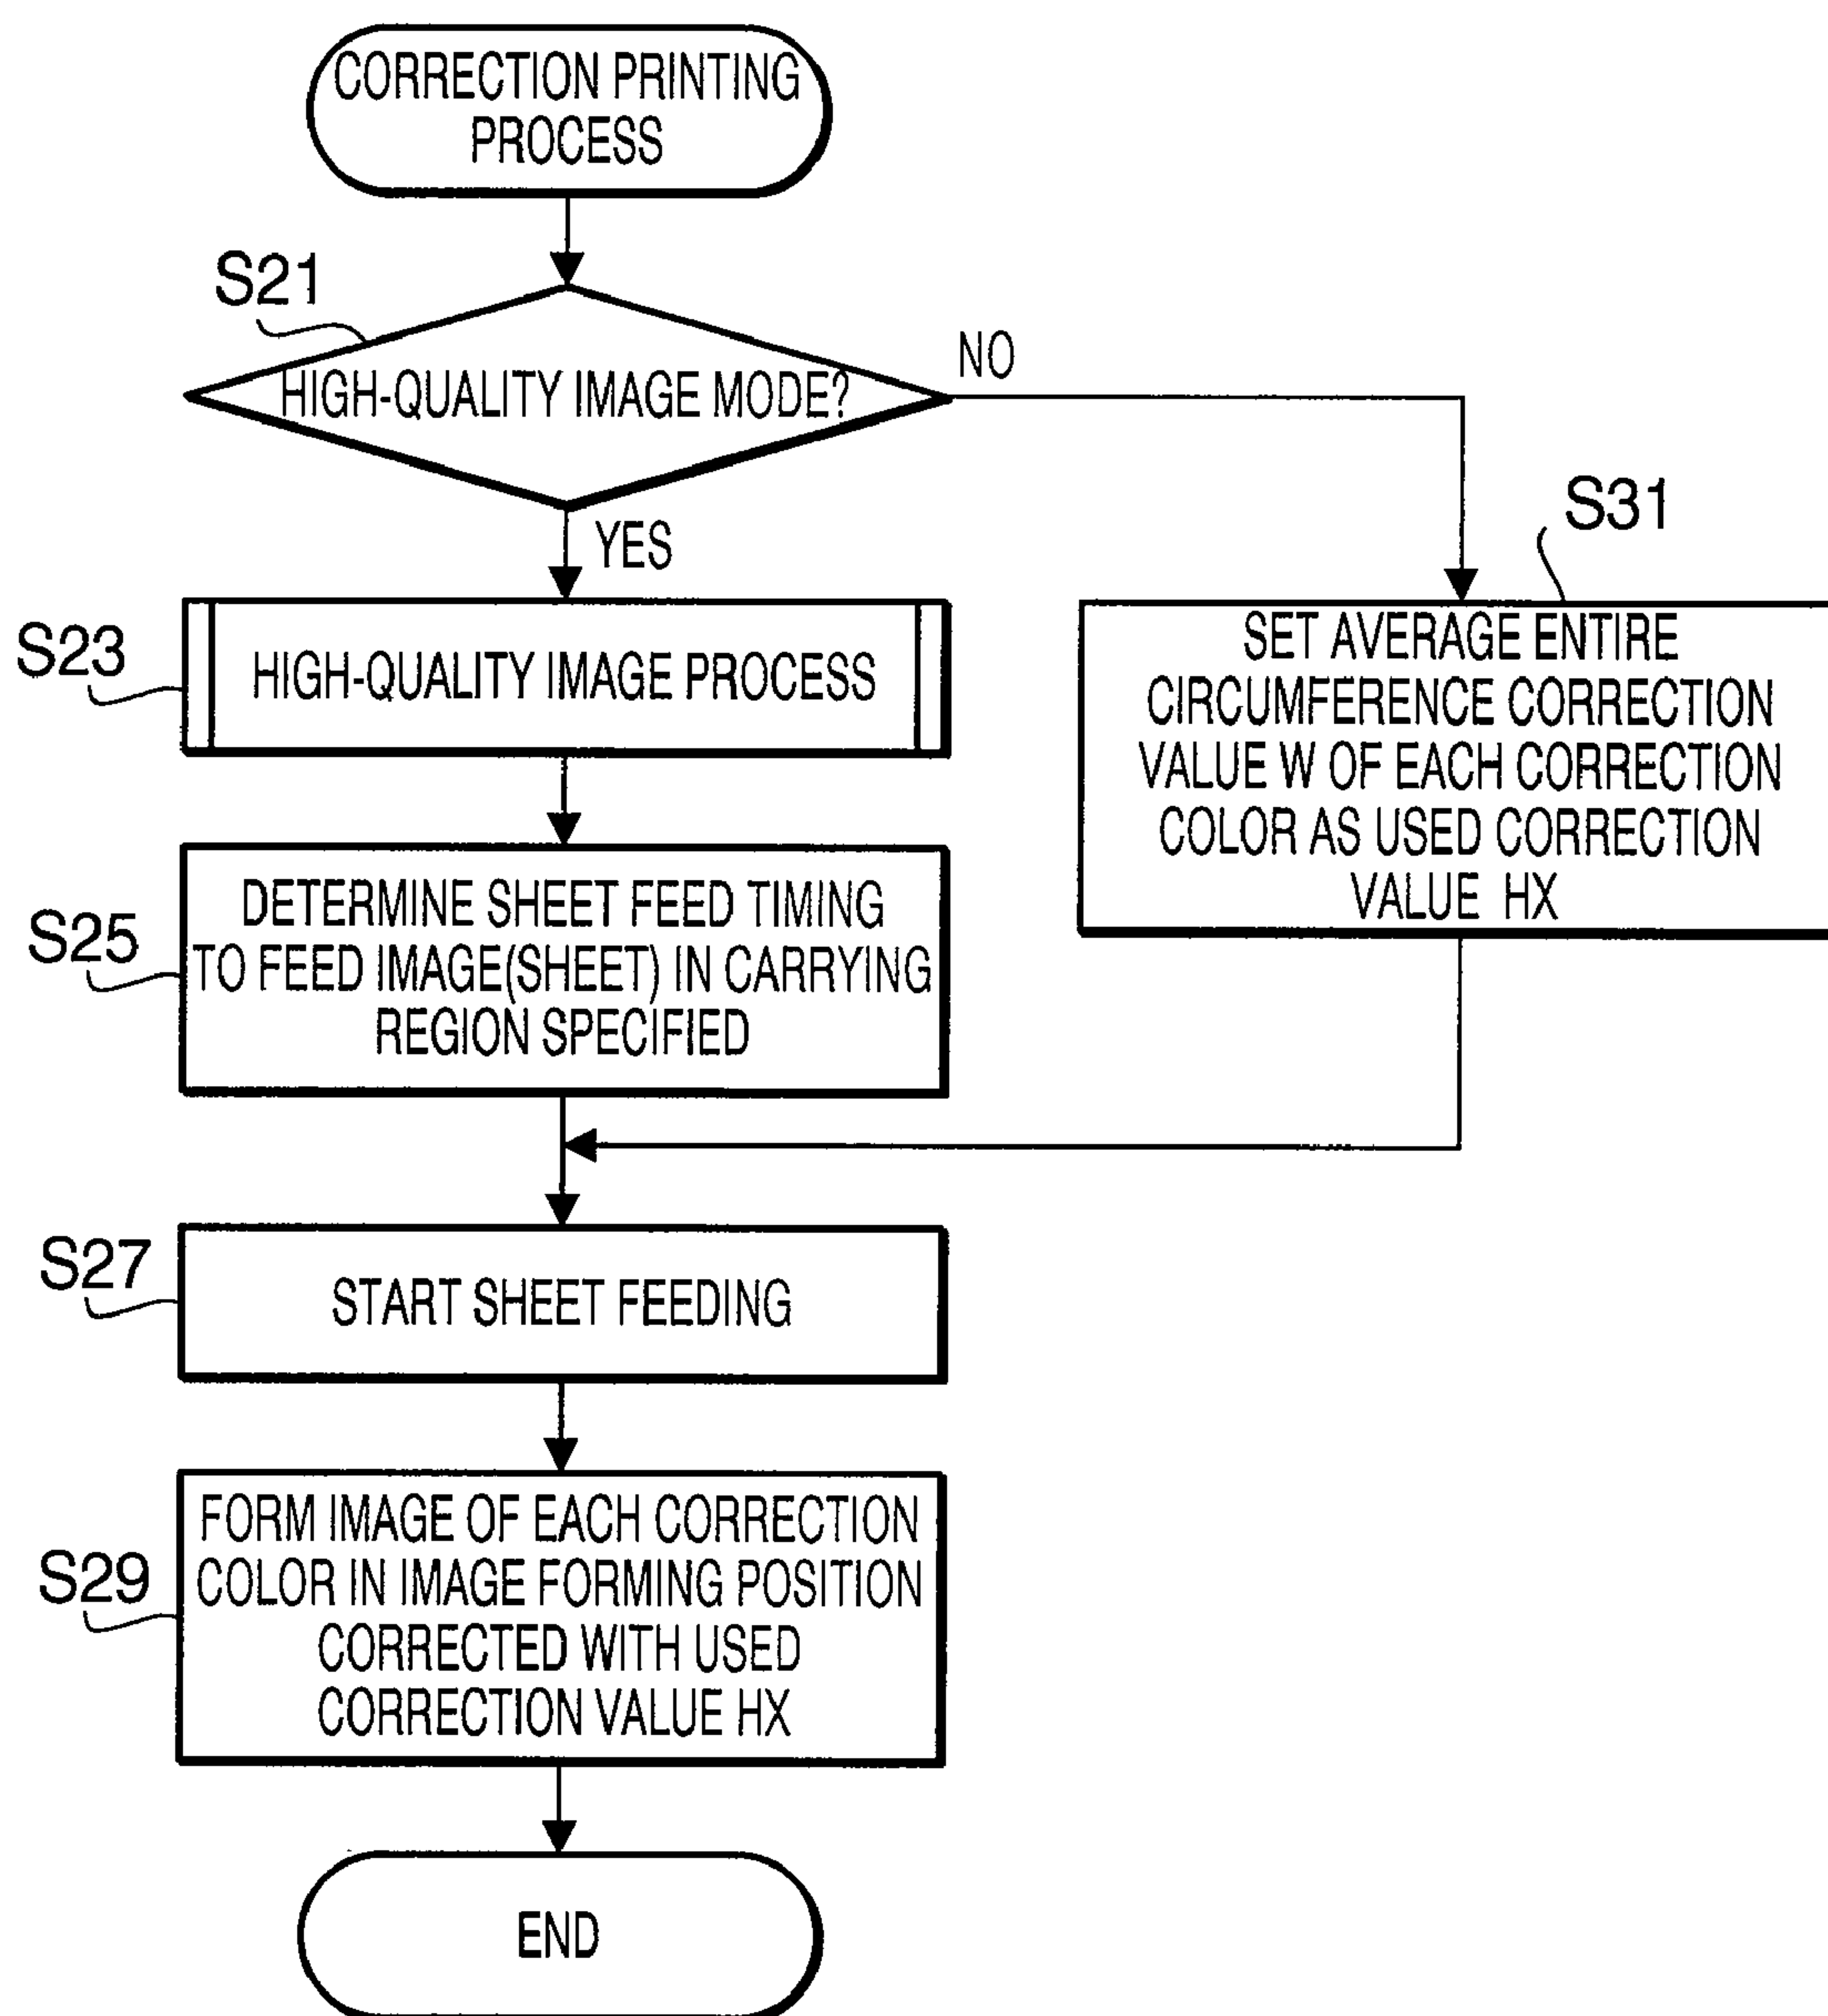 CORRECTION PRINTING
PROCESS
S21
HIGH-QUALITY IMAGE MODE?
NO
YES
S31
SET AVERAGE ENTIRE
CIRCUMFERENCE CORRECTION
VALUE W OF EACH CORRECTION
COLOR AS USED CORRECTION
VALUE HX
S23
HIGH-QUALITY IMAGE PROCESS
S25
DETERMINE SHEET FEED TIMING
TO FEED IMAGE(SHEET) IN CARRYING
REGION SPECIFIED
S27
START SHEET FEEDING
S29
FORM IMAGE OF EACH CORRECTION
COLOR IN IMAGE FORMING POSITION
CORRECTED WITH USED
CORRECTION VALUE HX
END